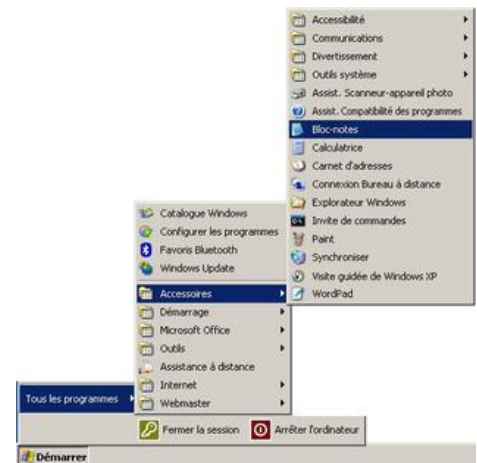 Accessibilité
Communications
Divertissement
Outils système
Assist. Scanneur-appareil photo
Assist. Compatibilité des programmes
Bloc-notes
Calculatrice
Carnet d'adresses
Connexion Bureau à distance
Explorateur Windows
Invite de commandes
Paint
Synchroniser
Visite guidée de Windows XP
WordPad
Catalogue Windows
Configurer les programmes
Favoris Bluetooth
Windows Update
Accessoires
Démarrage
Microsoft Office
Outils
Assistance à distance
Internet
Webmaster
Tous les programmes
Fermer la session
Arrêter l'ordinateur
Démarrer